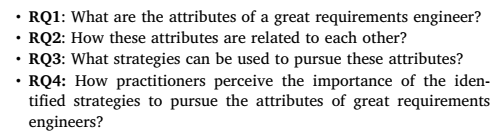 • RQ1: What are the attributes of a great requirements engineer?
• RQ2: How these attributes are related to each other?
• RQ3: What strategies can be used to pursue these attributes?
• RQ4: How practitioners perceive the importance of the iden-
tified strategies to pursue the attributes of great requirements
engineers?